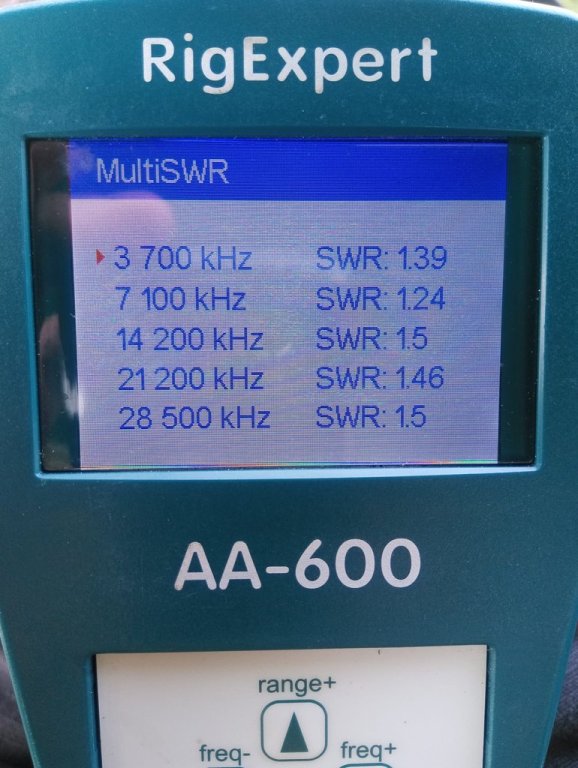 RigExpert
MultiSWR
3 700 kHz SWR: 1.39
7 100 kHz SWR: 1.24
14 200 kHz SWR: 1.5
21 200 kHz SWR: 1.46
28 500 kHz SWR: 1.5
AA-600
range+
freq- freq+